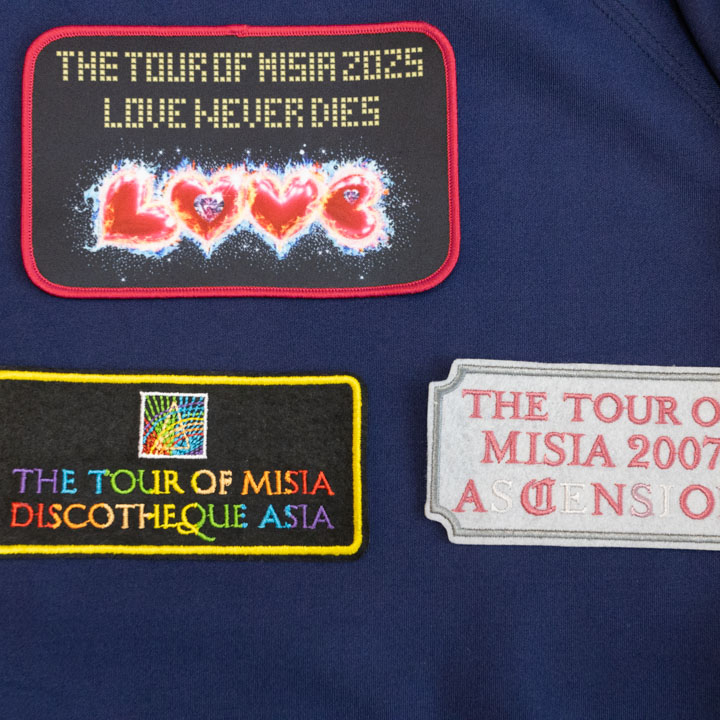 THE TOUR OF MISIA 2025
LOVE NEVER DIES
LOVE
THE TOUR OF MISIA
DISCOTHEQUE ASIA
THE TOUR O
MISIA 2007
ASCENSIO